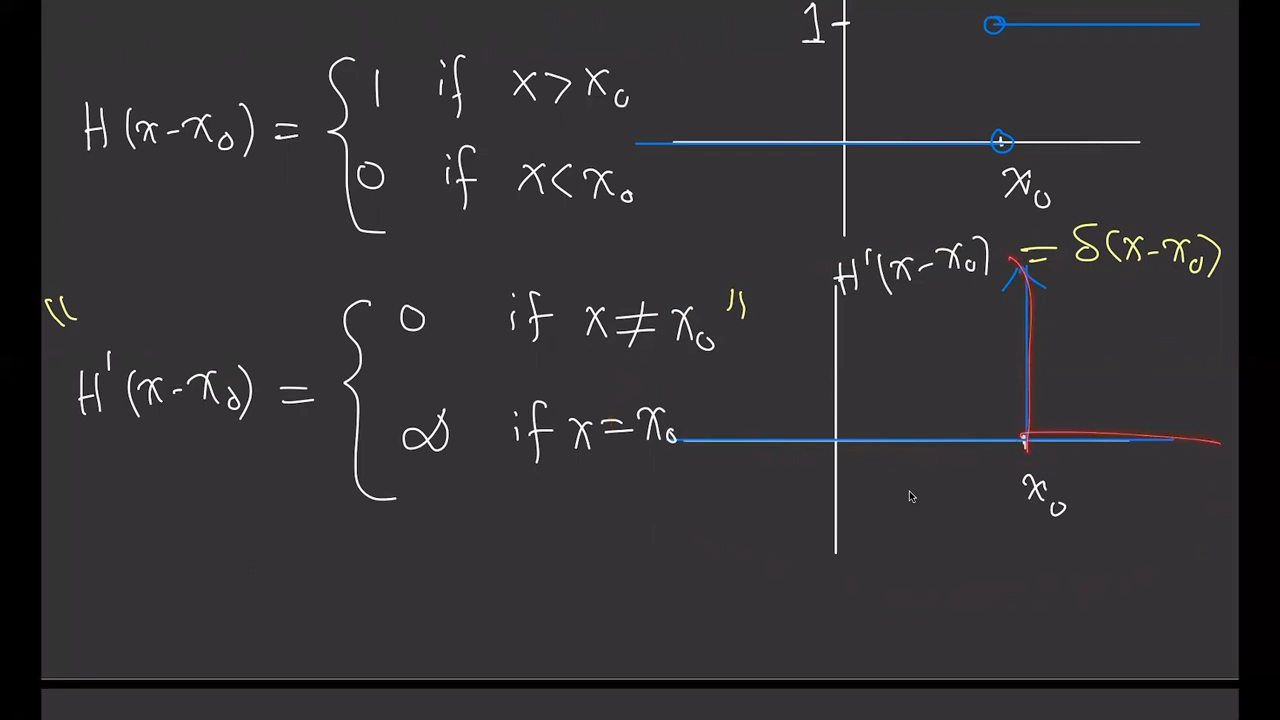 1
H(x-x₀) = { 1 if x > x₀
0 if x < x₀
x₀
H'(x-x₀) = δ(x-x₀)
"
H'(x-x₀) = { 0 if x ≠ x₀ "
∞ if x = x₀
x₀